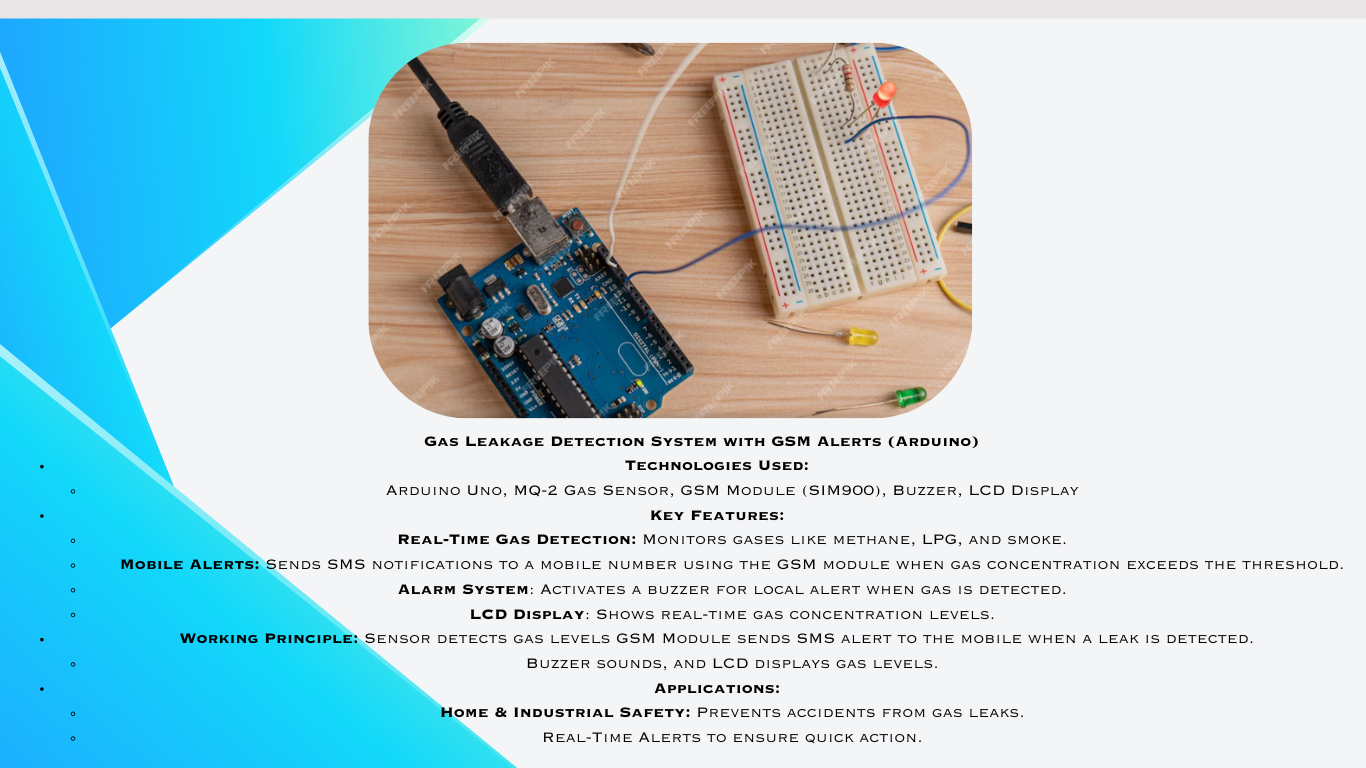 Gas Leakage Detection System with GSM Alerts (Arduino)
Technologies Used:
Arduino Uno, MQ-2 Gas Sensor, GSM Module (SIM900), Buzzer, LCD Display
Key Features:
Real-Time Gas Detection: Monitors gases like methane, LPG, and smoke.
Mobile Alerts: Sends SMS notifications to a mobile number using the GSM module when gas concentration exceeds the threshold.
Alarm System: Activates a buzzer for local alert when gas is detected.
LCD Display: Shows real-time gas concentration levels.
Working Principle: Sensor detects gas levels GSM Module sends SMS alert to the mobile when a leak is detected.
Buzzer sounds, and LCD displays gas levels.
Applications:
Home & Industrial Safety: Prevents accidents from gas leaks.
Real-Time Alerts to ensure quick action.